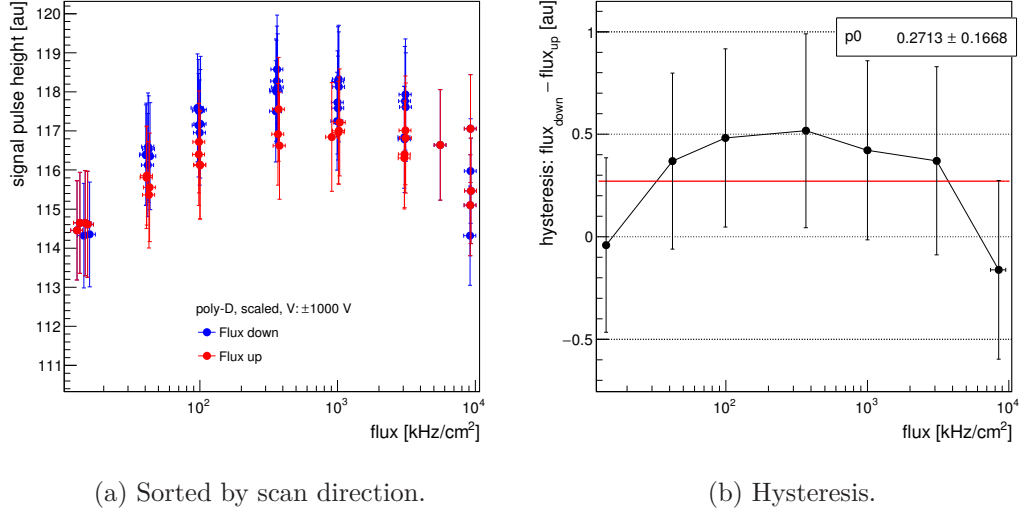 signal pulse height [au]
120
119
118
117
116
115
114
113
112
111
poly-D, scaled, V: ±1000 V
Flux down
Flux up
10²
10³
10⁴
flux [kHz/cm²]
(a) Sorted by scan direction.
hysteresis: flux_down − flux_up [au]
p0 0.2713 ± 0.1668
1
0.5
0
−0.5
10²
10³
10⁴
flux [kHz/cm²]
(b) Hysteresis.